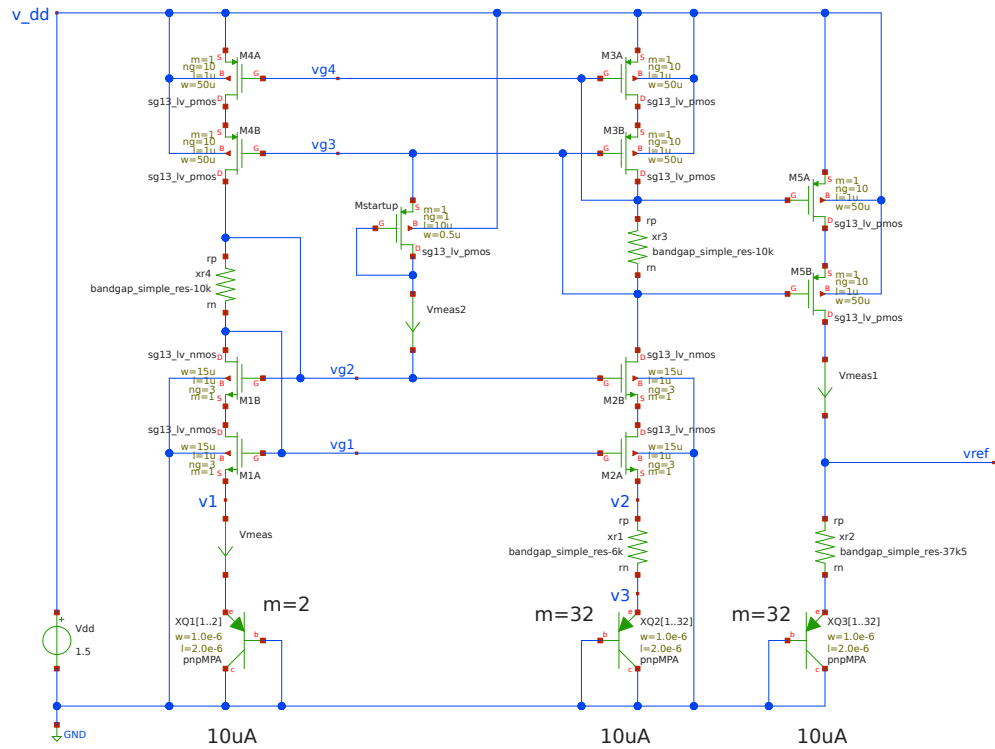 v_dd
S
M4A
m=1
ng=10
B
G
l=1u
w=50u
sg13_lv_pmos
D
vg4
S
M3A
m=1
ng=10
G
B
l=1u
w=50u
D
sg13_lv_pmos
S
M4B
m=1
ng=10
B
G
l=1u
w=50u
sg13_lv_pmos
D
vg3
S
M3B
m=1
ng=10
G
B
l=1u
w=50u
D
sg13_lv_pmos
M5A
S
m=1
ng=10
G
B
l=1u
w=50u
D
sg13_lv_pmos
Mstartup
S
m=1
ng=1
G
B
l=10u
w=0.5u
D
sg13_lv_pmos
rp
xr3
bandgap_simple_res-10k
rn
rp
xr4
bandgap_simple_res-10k
rn
M5B
S
m=1
ng=10
G
B
l=1u
w=50u
D
sg13_lv_pmos
Vmeas2
sg13_lv_nmos
D
w=15u
l=1u
B
G
ng=3
m=1
S
M1B
vg2
D
sg13_lv_nmos
w=15u
l=1u
G
B
ng=3
S
m=1
M2B
Vmeas1
sg13_lv_nmos
D
w=15u
l=1u
B
G
ng=3
m=1
S
M1A
vg1
D
sg13_lv_nmos
w=15u
l=1u
G
B
ng=3
S
m=1
M2A
vref
v1
v2
Vmeas
rp
xr1
bandgap_simple_res-6k
rn
rp
xr2
bandgap_simple_res-37k5
rn
v3
m=2
m=32
m=32
+
Vdd
1.5
e
XQ1[1..2]
w=1.0e-6
b
l=2.0e-6
pnpMPA
c
e
XQ2[1..32]
b
w=1.0e-6
l=2.0e-6
pnpMPA
c
e
XQ3[1..32]
b
w=1.0e-6
l=2.0e-6
pnpMPA
c
GND
10uA
10uA
10uA